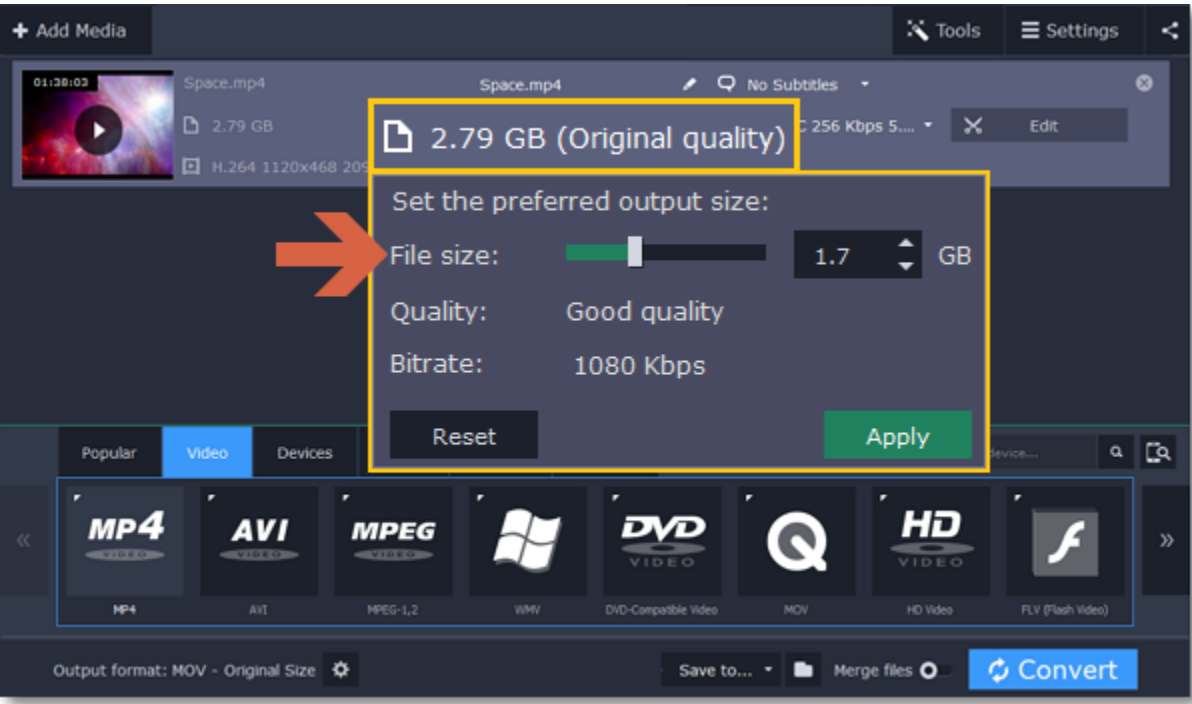 Add Media
Tools
Settings
01:38:03
Space.mp4
Space.mp4
No Subtitles
2.79 GB
2.79 GB (Original quality)
256 Kbps 5....
Edit
H.264 1120x468
Set the preferred output size:
File size:
1.7
GB
Quality:
Good quality
Bitrate:
1080 Kbps
Reset
Apply
Popular
Video
Devices
MP4
VIDEO
AVI
VIDEO
MPEG
VIDEO
DVD
VIDEO
HD
VIDEO
MP4
AVI
MPEG-1,2
WMV
DVD-Compatible Video
MOV
HD Video
FLV (Flash Video)
Output format: MOV - Original Size
Save to...
Merge files
Convert